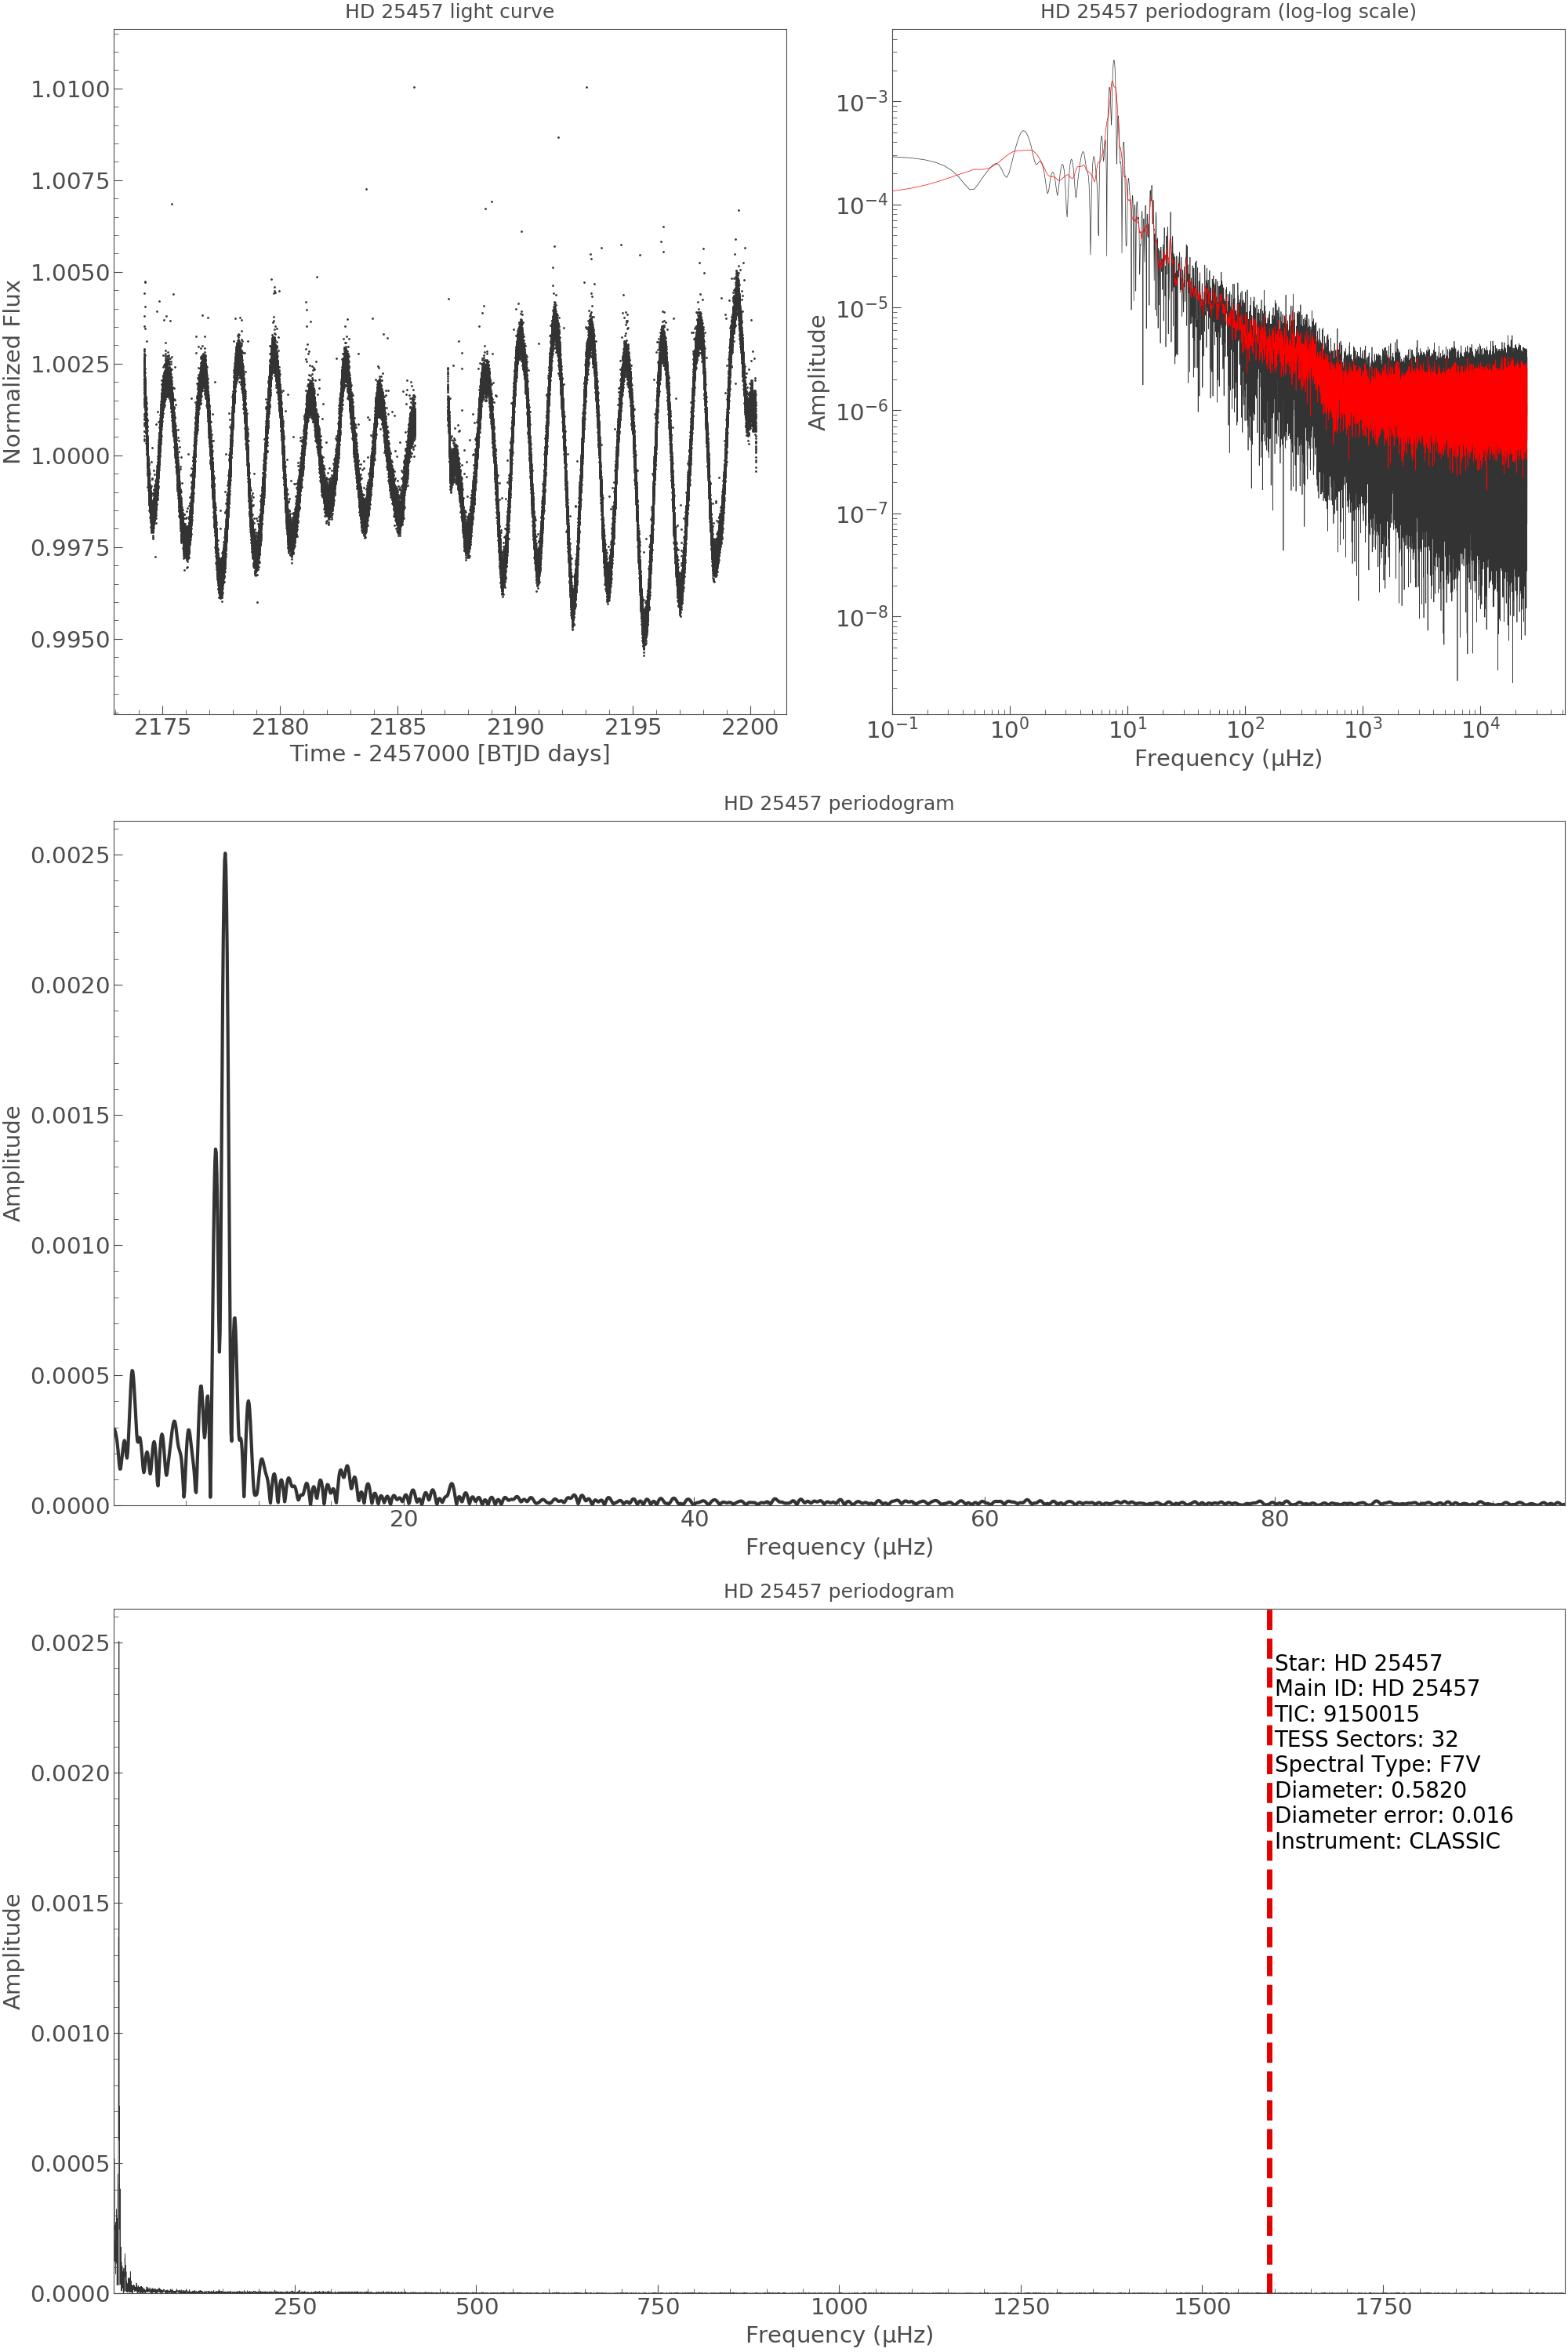 HD 25457 light curve
1.0100
1.0075
1.0050
1.0025
1.0000
0.9975
0.9950
Normalized Flux
2175 2180 2185 2190 2195 2200
Time - 2457000 [BTJD days]
HD 25457 periodogram (log-log scale)
10⁻³
10⁻⁴
10⁻⁵
10⁻⁶
10⁻⁷
10⁻⁸
Amplitude
10⁻¹ 10⁰ 10¹ 10² 10³ 10⁴
Frequency (μHz)
HD 25457 periodogram
0.0025
0.0020
0.0015
0.0010
0.0005
0.0000
Amplitude
20 40 60 80
Frequency (μHz)
HD 25457 periodogram
0.0025
0.0020
0.0015
0.0010
0.0005
0.0000
Amplitude
Star: HD 25457
Main ID: HD 25457
TIC: 9150015
TESS Sectors: 32
Spectral Type: F7V
Diameter: 0.5820
Diameter error: 0.016
Instrument: CLASSIC
250 500 750 1000 1250 1500 1750
Frequency (μHz)